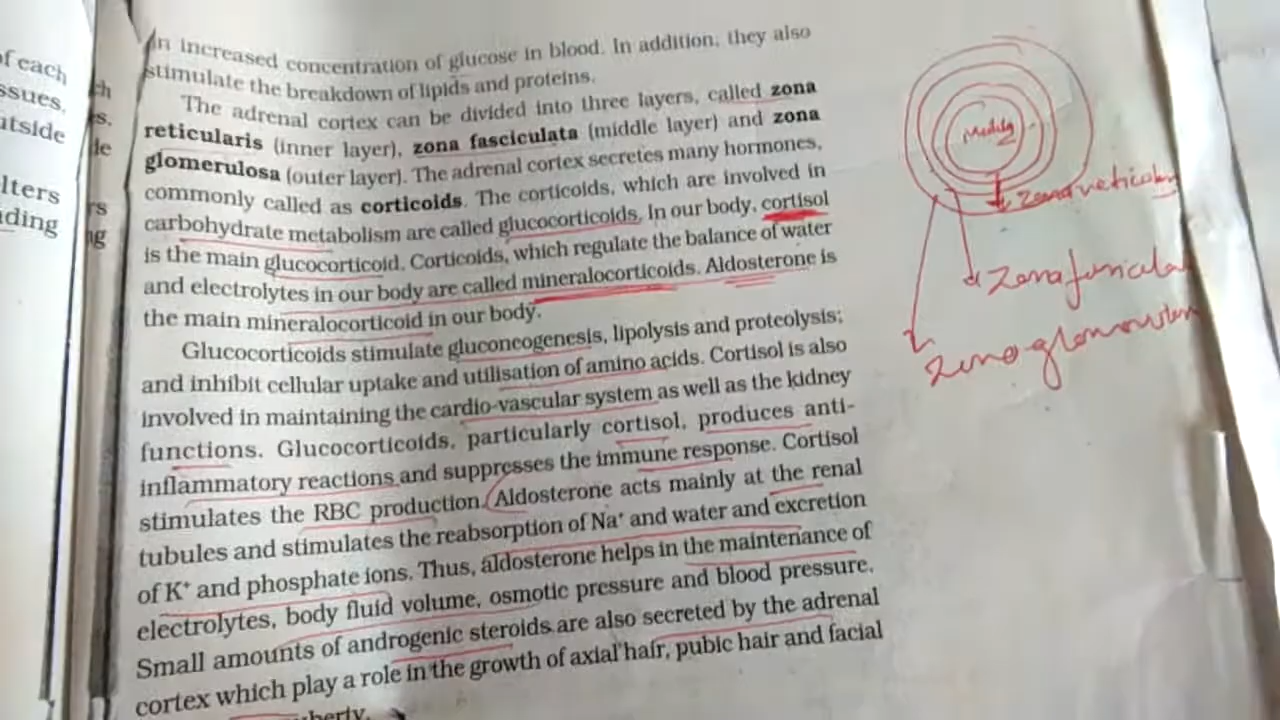 of each
ssues,
utside
lters
ding
ch
s.
le
rs
ng
in increased concentration of glucose in blood. In addition, they also
stimulate the breakdown of lipids and proteins.
The adrenal cortex can be divided into three layers, called zona
reticularis (inner layer), zona fasciculata (middle layer) and zona
glomerulosa (outer layer). The adrenal cortex secretes many hormones,
commonly called as corticoids. The corticoids, which are involved in
carbohydrate metabolism are called glucocorticoids. In our body, cortisol
is the main glucocorticoid. Corticoids, which regulate the balance of water
and electrolytes in our body are called mineralocorticoids. Aldosterone is
the main mineralocorticoid in our body.
Glucocorticoids stimulate gluconeogenesis, lipolysis and proteolysis;
and inhibit cellular uptake and utilisation of amino acids. Cortisol is also
involved in maintaining the cardio-vascular system as well as the kidney
functions. Glucocorticoids, particularly cortisol, produces anti-
inflammatory reactions and suppresses the immune response. Cortisol
stimulates the RBC production. Aldosterone acts mainly at the renal
tubules and stimulates the reabsorption of Na⁺ and water and excretion
of K⁺ and phosphate ions. Thus, aldosterone helps in the maintenance of
electrolytes, body fluid volume, osmotic pressure and blood pressure.
Small amounts of androgenic steroids are also secreted by the adrenal
cortex which play a role in the growth of axial hair, pubic hair and facial
berty.
Zona